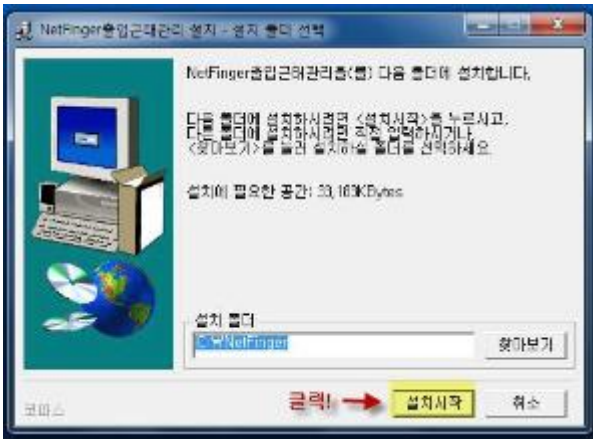 NetFinger출입근태관리 설치 - 설치 폴더 선택
NetFinger출입근태관리을(를) 다음 폴더에 설치합니다.
다음 폴더에 설치하시려면 <설치시작>을 누르시고,
다른 폴더에 설치하시려면 직접 입력하시거나,
<찾아보기>를 눌러 설치하실 폴더를 선택하세요.
설치에 필요한 공간: 33,183KBytes
설치 폴더
C:\NetFinger
찾아보기
클릭!
설치시작
취소
코파스